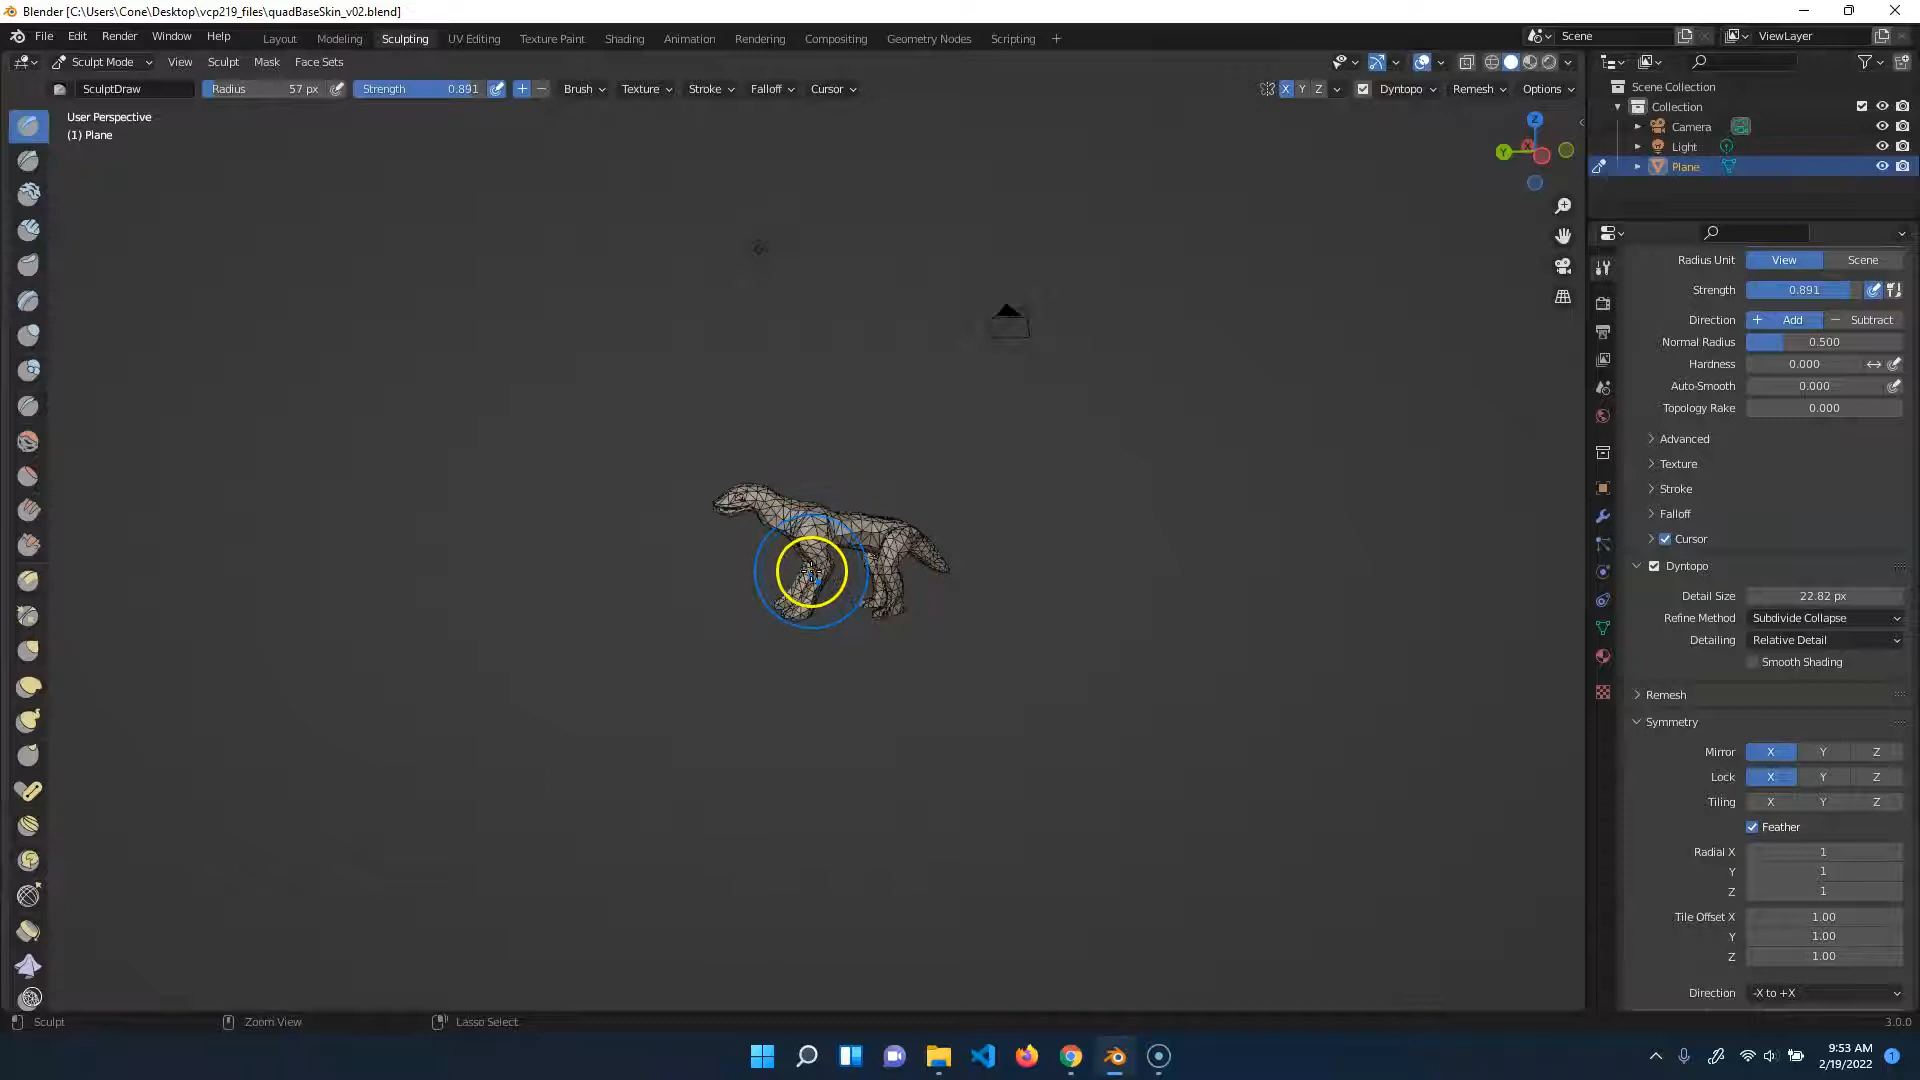 Blender [C:\Users\Cone\Desktop\vcp219_files\quadBaseSkin_v02.blend]
File Edit Render Window Help
Layout Modeling Sculpting UV Editing Texture Paint Shading Animation Rendering Compositing Geometry Nodes Scripting +
Scene
ViewLayer
Sculpt Mode View Sculpt Mask Face Sets
SculptDraw Radius 57 px Strength 0.891 + − Brush Texture Stroke Falloff Cursor X Y Z Dyntopo Remesh Options
User Perspective
(1) Plane
Z
Y
X
Scene Collection
Collection
Camera
Light
Plane
Radius Unit View Scene
Strength 0.891
Direction + Add − Subtract
Normal Radius 0.500
Hardness 0.000
Auto-Smooth 0.000
Topology Rake 0.000
Advanced
Texture
Stroke
Falloff
Cursor
Dyntopo
Detail Size 22.82 px
Refine Method Subdivide Collapse
Detailing Relative Detail
Smooth Shading
Remesh
Symmetry
Mirror X Y Z
Lock X Y Z
Tiling X Y Z
Feather
Radial X 1
Y 1
Z 1
Tile Offset X 1.00
Y 1.00
Z 1.00
Direction -X to +X
Sculpt Zoom View Lasso Select 3.0.0
9:53 AM
2/19/2022
1